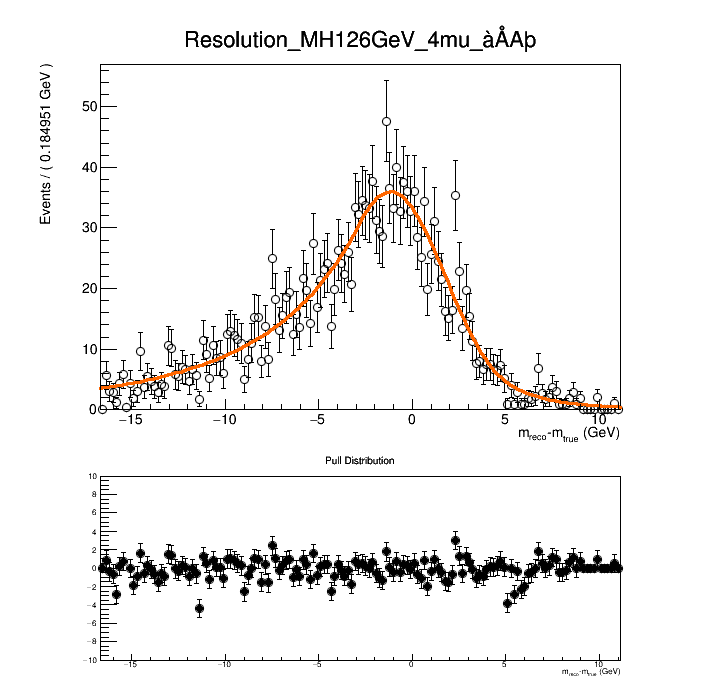 Resolution_MH126GeV_4mu_àÅAþ
Events / ( 0.184951 GeV )
50
40
30
20
10
0
−15 −10 −5 0 5 10
m_reco-m_true (GeV)
Pull Distribution
10
8
6
4
2
0
−2
−4
−6
−8
−10
−15 −10 −5 0 5 10
m_reco-m_true (GeV)